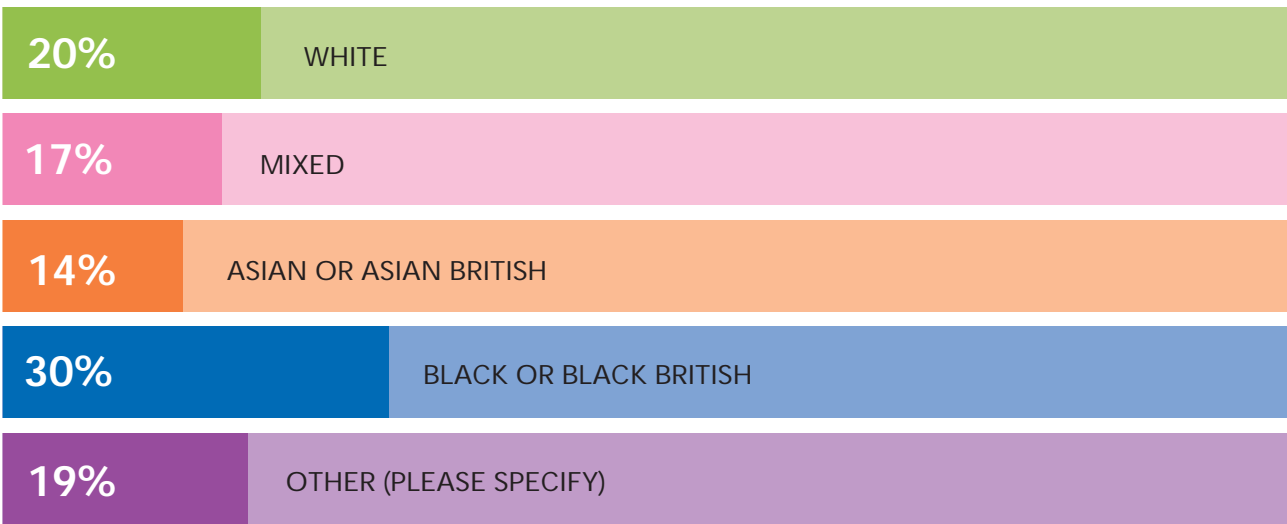 20% WHITE
17% MIXED
14% ASIAN OR ASIAN BRITISH
30% BLACK OR BLACK BRITISH
19% OTHER (PLEASE SPECIFY)